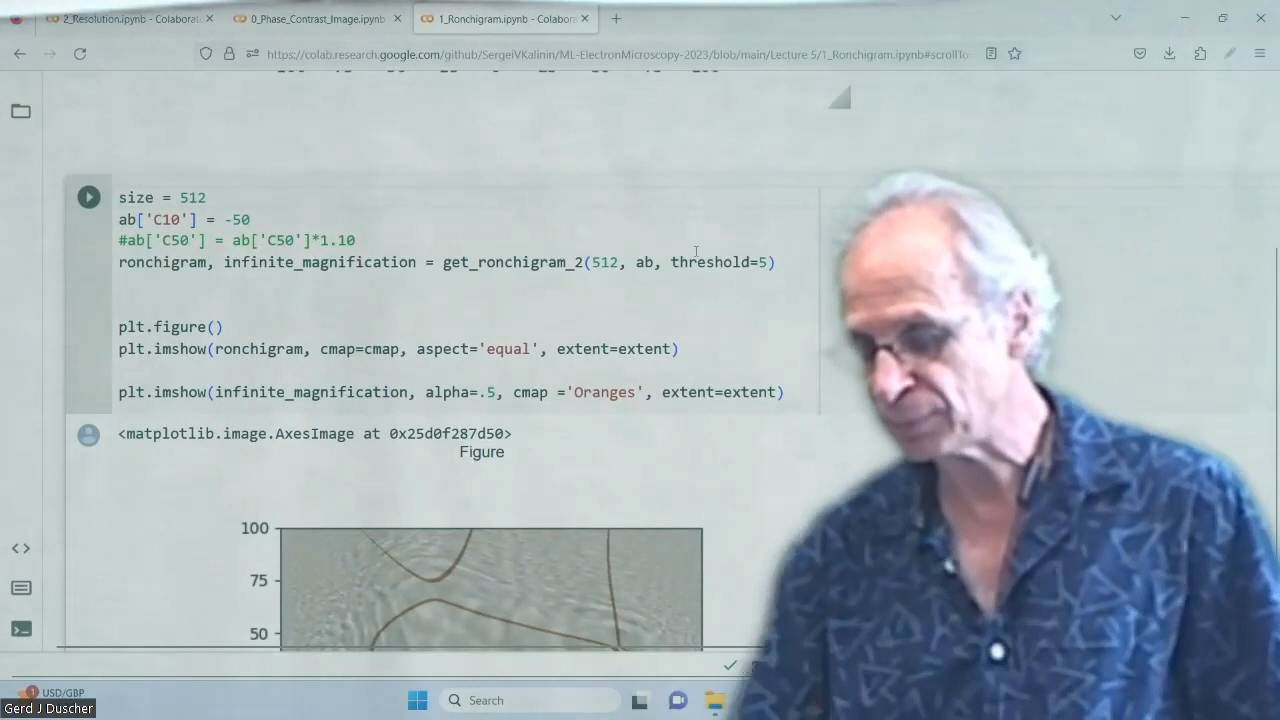 2_Resolution.ipynb - Colaborat
0_Phase_Contrast_Image.ipynb
1_Ronchigram.ipynb - Colabora
https://colab.research.google.com/github/SergeiVKalinin/ML-ElectronMicroscopy-2023/blob/main/Lecture 5/1_Ronchigram.ipynb#scrollTo
size = 512
ab['C10'] = -50
#ab['C50'] = ab['C50']*1.10
ronchigram, infinite_magnification = get_ronchigram_2(512, ab, threshold=5)
plt.figure()
plt.imshow(ronchigram, cmap=cmap, aspect='equal', extent=extent)
plt.imshow(infinite_magnification, alpha=.5, cmap ='Oranges', extent=extent)
<matplotlib.image.AxesImage at 0x25d0f287d50>
Figure
100
75
50
1
USD/GBP
Search
Gerd J Duscher